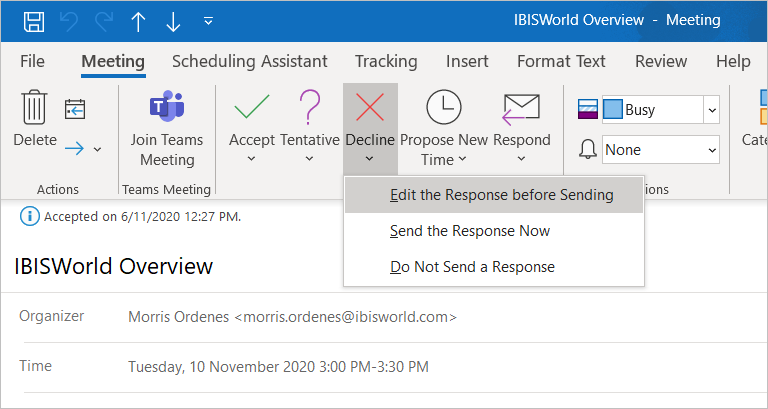 IBISWorld Overview - Meeting
File Meeting Scheduling Assistant Tracking Insert Format Text Review Help
Delete
Join Teams
Meeting
Accept Tentative Decline Propose New
Time Respond
Busy
None
Actions Teams Meeting
Edit the Response before Sending
Send the Response Now
Do Not Send a Response
Accepted on 6/11/2020 12:27 PM.
IBISWorld Overview
Organizer Morris Ordenes <morris.ordenes@ibisworld.com>
Time Tuesday, 10 November 2020 3:00 PM-3:30 PM